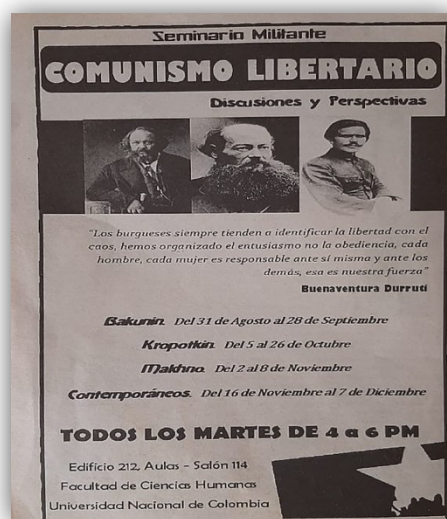 Seminario Militante
COMUNISMO LIBERTARIO
Discusiones y Perspectivas
"Los burgueses siempre tienden a identificar la libertad con el
caos, hemos organizado el entusiasmo no la obediencia, cada
hombre, cada mujer es responsable ante sí misma y ante los
demás, esa es nuestra fuerza"
Buenaventura Durruti
Bakunin. Del 31 de Agosto al 28 de Septiembre
Kropotkin. Del 5 al 26 de Octubre
Makhno. Del 2 al 8 de Noviembre
Contemporáneos. Del 16 de Noviembre al 7 de Diciembre
TODOS LOS MARTES DE 4 a 6 PM
Edificio 212, Aulas - Salón 114
Facultad de Ciencias Humanas
Universidad Nacional de Colombia